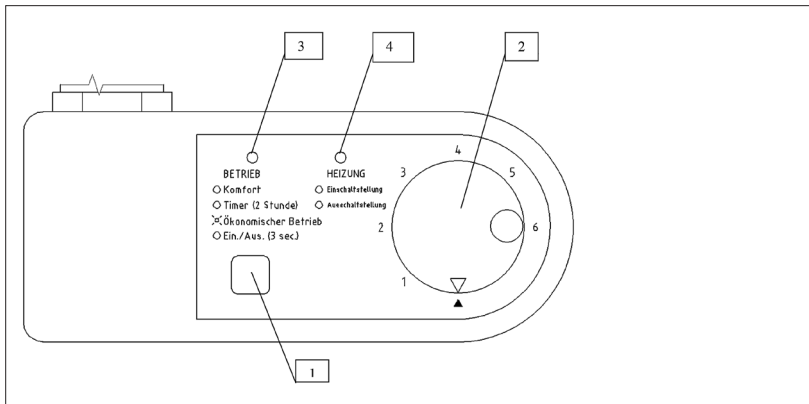 3
4
2
BETRIEB
Komfort
Timer (2 Stunde)
Ökonomischer Betrieb
Ein./Aus. (3 sec.)
HEIZUNG
Einschaltstellung
Ausschaltstellung
1
2
3
4
5
6
1